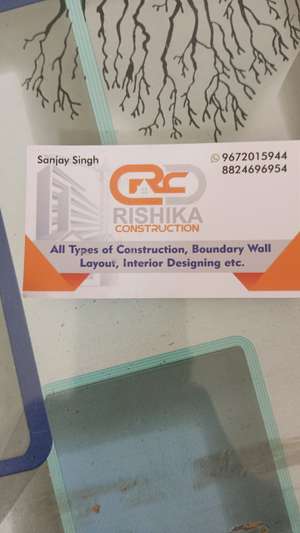 Sanjay Singh
9672015944
8824696954
RC
RISHIKA
CONSTRUCTION
All Types of Construction, Boundary Wall
Layout, Interior Designing etc.